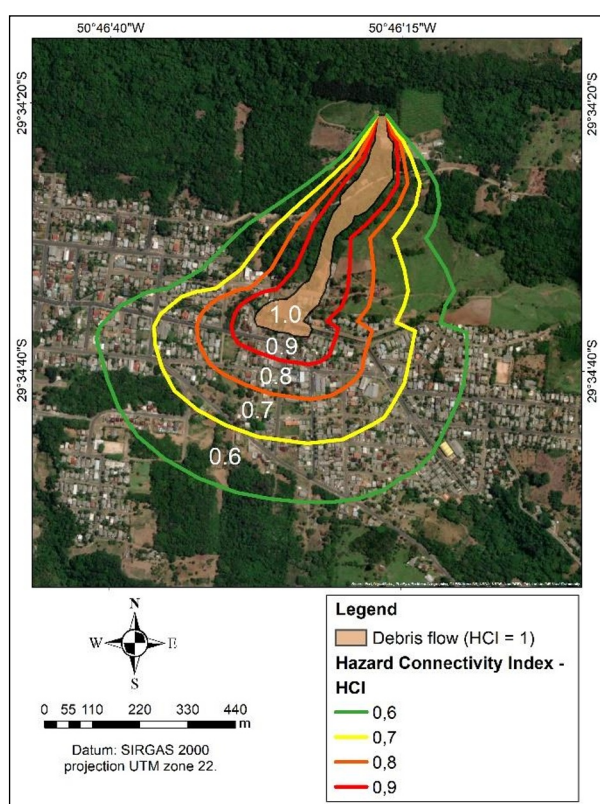 50°46'40"W 50°46'15"W
29°34'20"S 29°34'20"S
1.0
0.9
0.8
0.7
0.6
29°34'40"S 29°34'40"S
N
W E
S
0 55 110 220 330 440
m
Datum: SIRGAS 2000
projection UTM zone 22.
Legend
Debris flow (HCI = 1)
Hazard Connectivity Index -
HCI
0,6
0,7
0,8
0,9